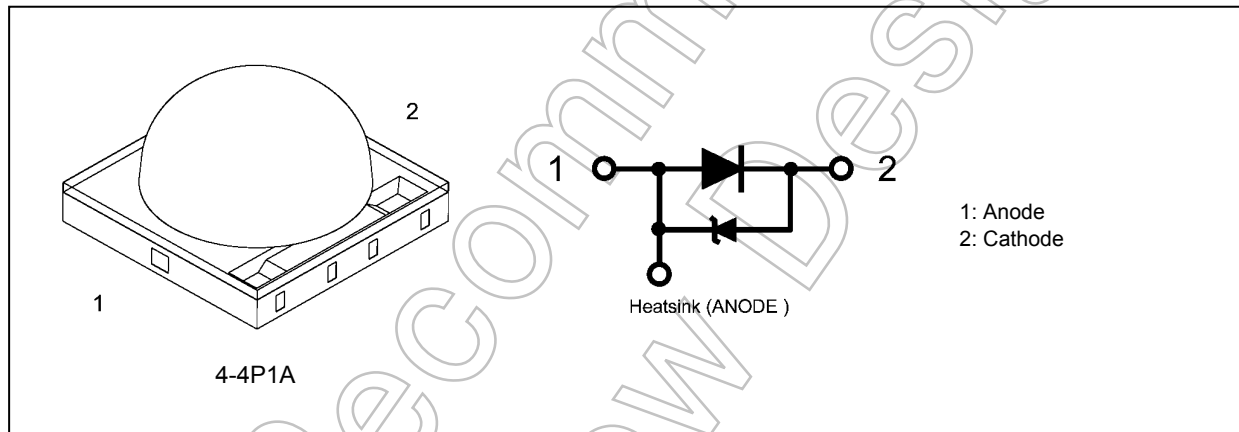 2
1
4-4P1A
1
2
Heatsink (ANODE )
1: Anode
2: Cathode